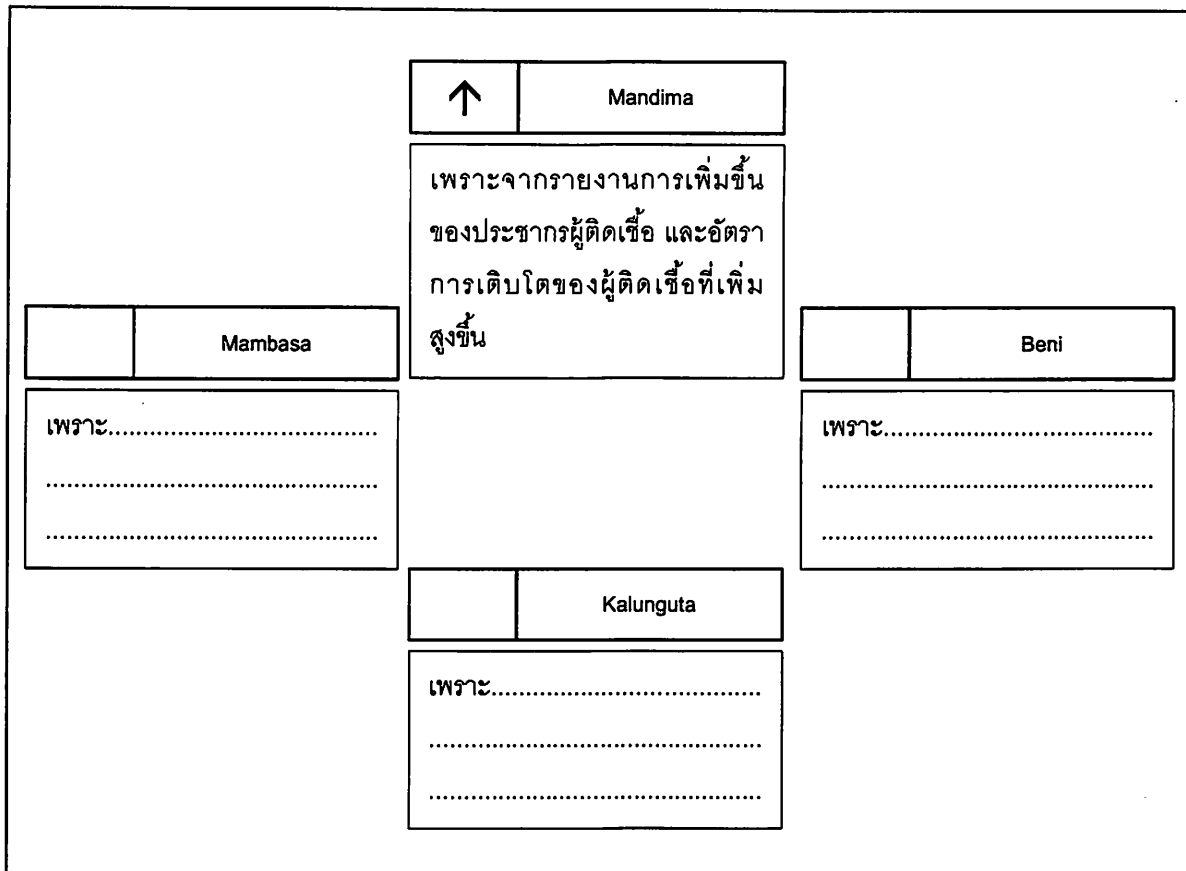 ↑ Mandima
เพราะจากรายงานการเพิ่มขึ้น
ของประชากรผู้ติดเชื้อ และอัตรา
การเติบโตของผู้ติดเชื้อที่เพิ่ม
สูงขึ้น
Mambasa
เพราะ......................................
...............................................
...............................................
Beni
เพราะ......................................
...............................................
...............................................
Kalunguta
เพราะ......................................
...............................................
...............................................